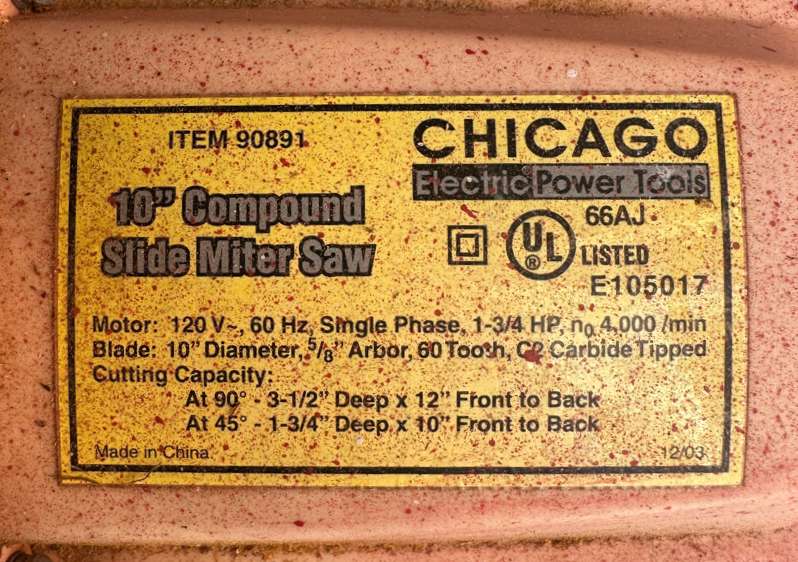 ITEM 90891
CHICAGO
Electric Power Tools
10" Compound
Slide Miter Saw
UL
®
66AJ
LISTED
E105017
Motor: 120 V~, 60 Hz, Single Phase, 1-3/4 HP, n₀ 4,000 /min
Blade: 10" Diameter, 5/8" Arbor, 60 Tooth, C2 Carbide Tipped
Cutting Capacity:
At 90° - 3-1/2" Deep x 12" Front to Back
At 45° - 1-3/4" Deep x 10" Front to Back
Made in China
12/03